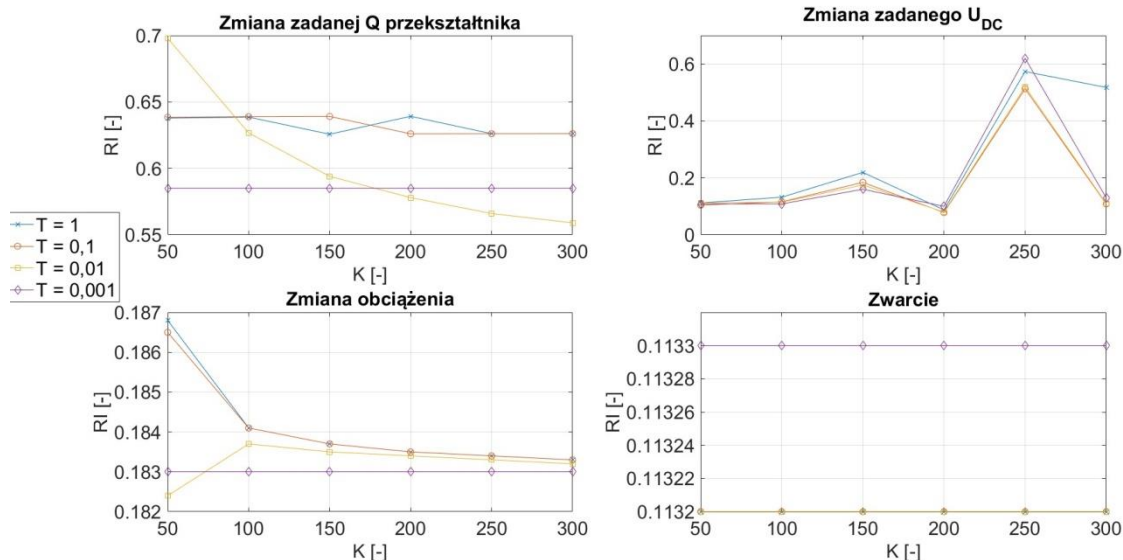 Zmiana zadanej Q przekształtnika
0.7
0.65
0.6
0.55
RI [-]
50 100 150 200 250 300
K [-]
Zmiana zadanego U_DC
0.6
0.4
0.2
0
RI [-]
50 100 150 200 250 300
K [-]
T = 1
T = 0,1
T = 0,01
T = 0,001
Zmiana obciążenia
0.187
0.186
0.185
0.184
0.183
0.182
RI [-]
50 100 150 200 250 300
K [-]
Zwarcie
0.1133
0.11328
0.11326
0.11324
0.11322
0.1132
RI [-]
50 100 150 200 250 300
K [-]